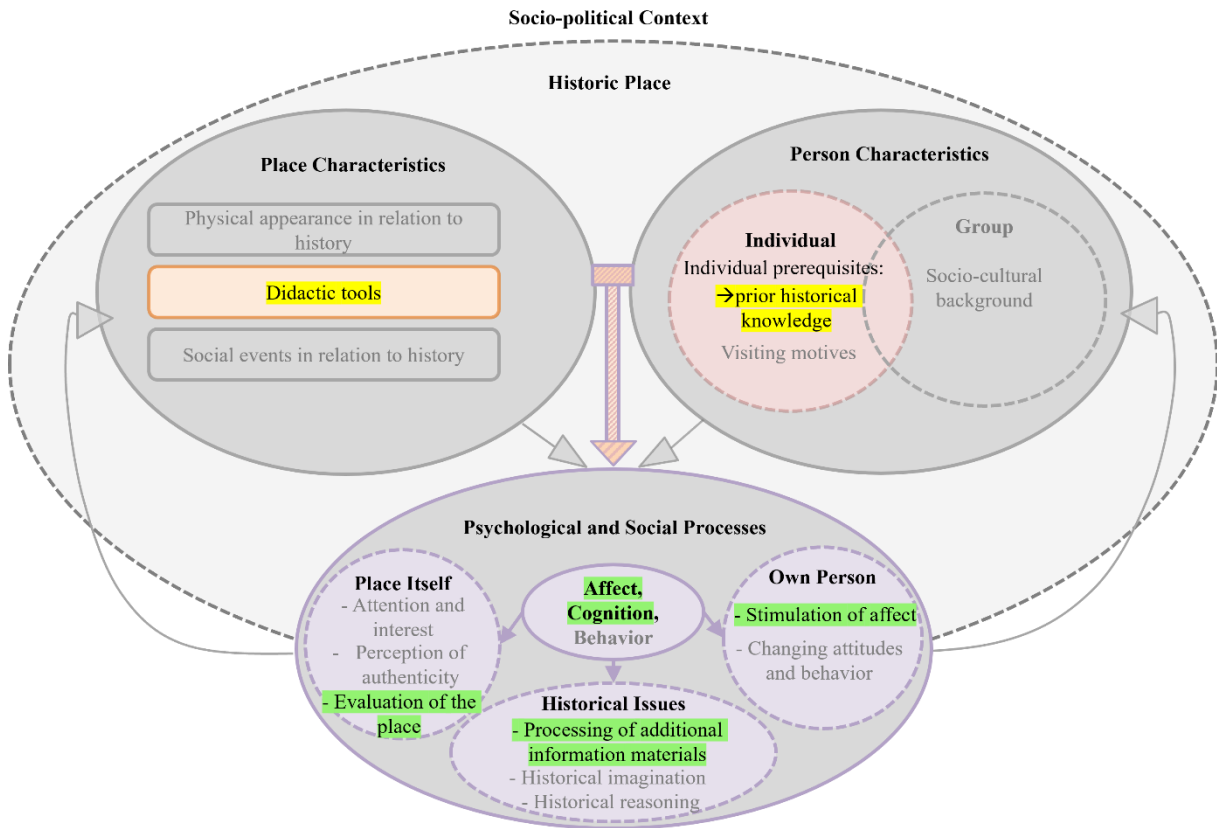 Socio-political Context
Historic Place
Place Characteristics
Physical appearance in relation to
history
Didactic tools
Social events in relation to history
Person Characteristics
Individual
Individual prerequisites:
→prior historical
knowledge
Visiting motives
Group
Socio-cultural
background
Psychological and Social Processes
Place Itself
- Attention and
interest
- Perception of
authenticity
- Evaluation of the
place
Affect,
Cognition,
Behavior
Own Person
- Stimulation of affect
- Changing attitudes
and behavior
Historical Issues
- Processing of additional
information materials
- Historical imagination
- Historical reasoning